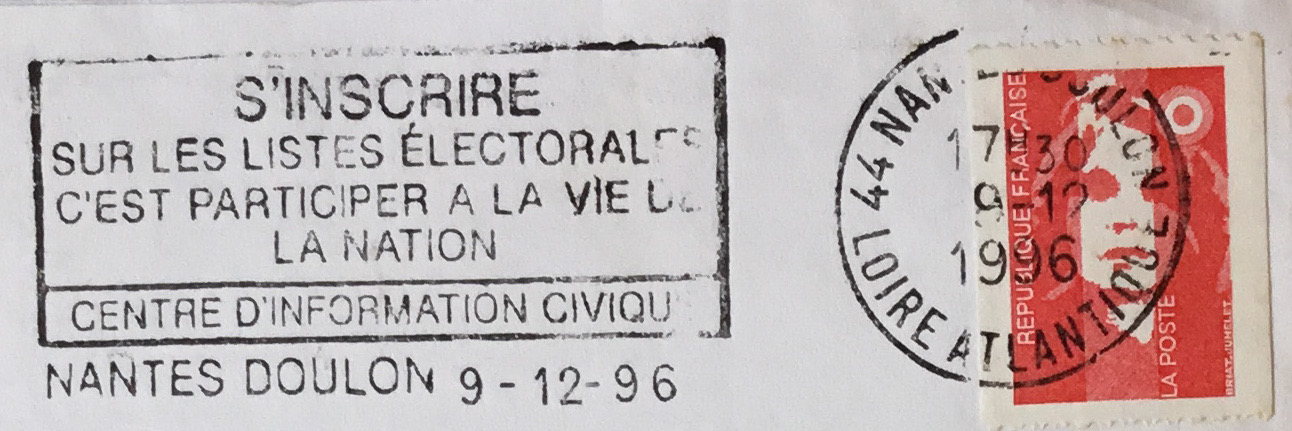 S'INSCRIRE
SUR LES LISTES ÉLECTORALES
C'EST PARTICIPER A LA VIE DE
LA NATION
CENTRE D'INFORMATION CIVIQU
NANTES DOULON 9-12-96
44 NANTES DOULON
17 30
9-12
1996
LOIRE ATLANTIQUE
REPUBLIQUE FRANÇAISE
LA POSTE
BRIAT.JUMELET